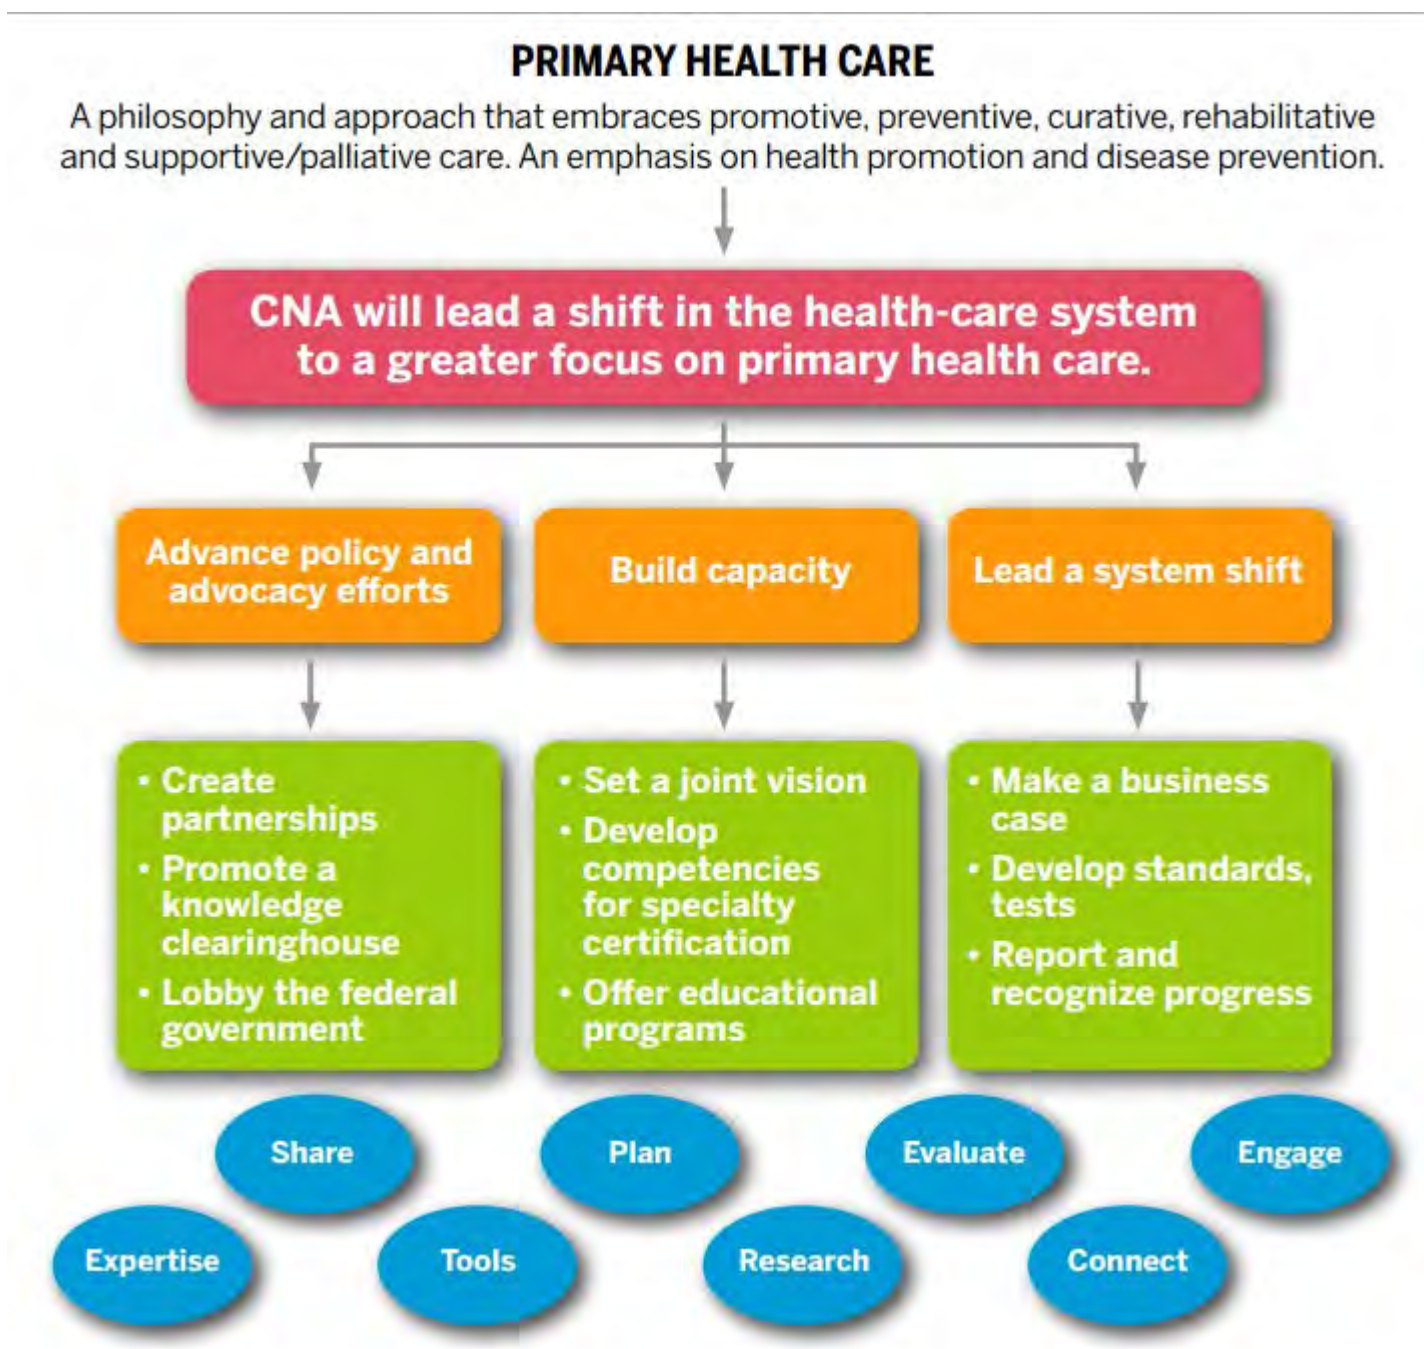 PRIMARY HEALTH CARE
A philosophy and approach that embraces promotive, preventive, curative, rehabilitative
and supportive/palliative care. An emphasis on health promotion and disease prevention.
CNA will lead a shift in the health-care system
to a greater focus on primary health care.
Advance policy and
advocacy efforts
Build capacity
Lead a system shift
• Create
partnerships
• Promote a
knowledge
clearinghouse
• Lobby the federal
government
• Set a joint vision
• Develop
competencies
for specialty
certification
• Offer educational
programs
• Make a business
case
• Develop standards,
tests
• Report and
recognize progress
Share
Plan
Evaluate
Engage
Expertise
Tools
Research
Connect